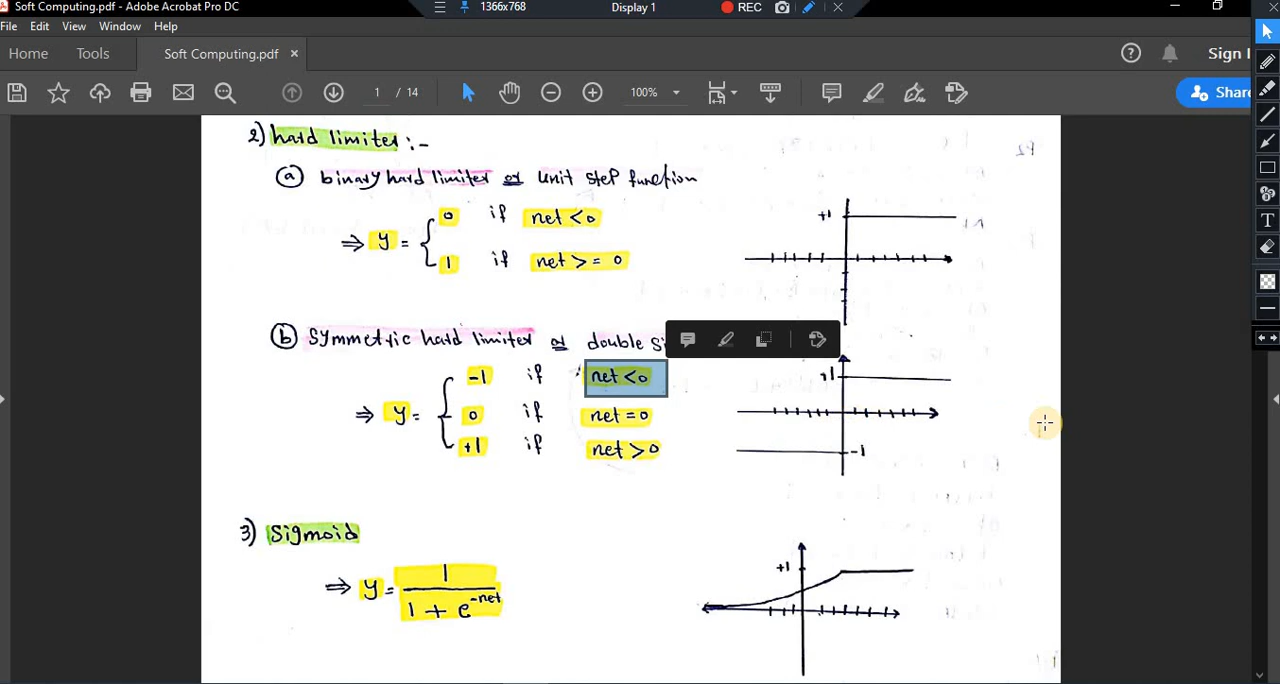 Soft Computing.pdf - Adobe Acrobat Pro DC
1366x768
Display 1
REC
File Edit View Window Help
Home Tools Soft Computing.pdf ×
Sign
1 / 14
100%
Share
2) hard limiter :-
(a) binary hard limiter or unit step function
⇒ y = { 0 if net < 0
1 if net >= 0
+1
(b) Symmetric hard limiter or double
⇒ y = { -1 if net < 0
0 if net = 0
+1 if net > 0
+1
-1
3) Sigmoid
⇒ y = 1 / (1 + e^-net)
+1